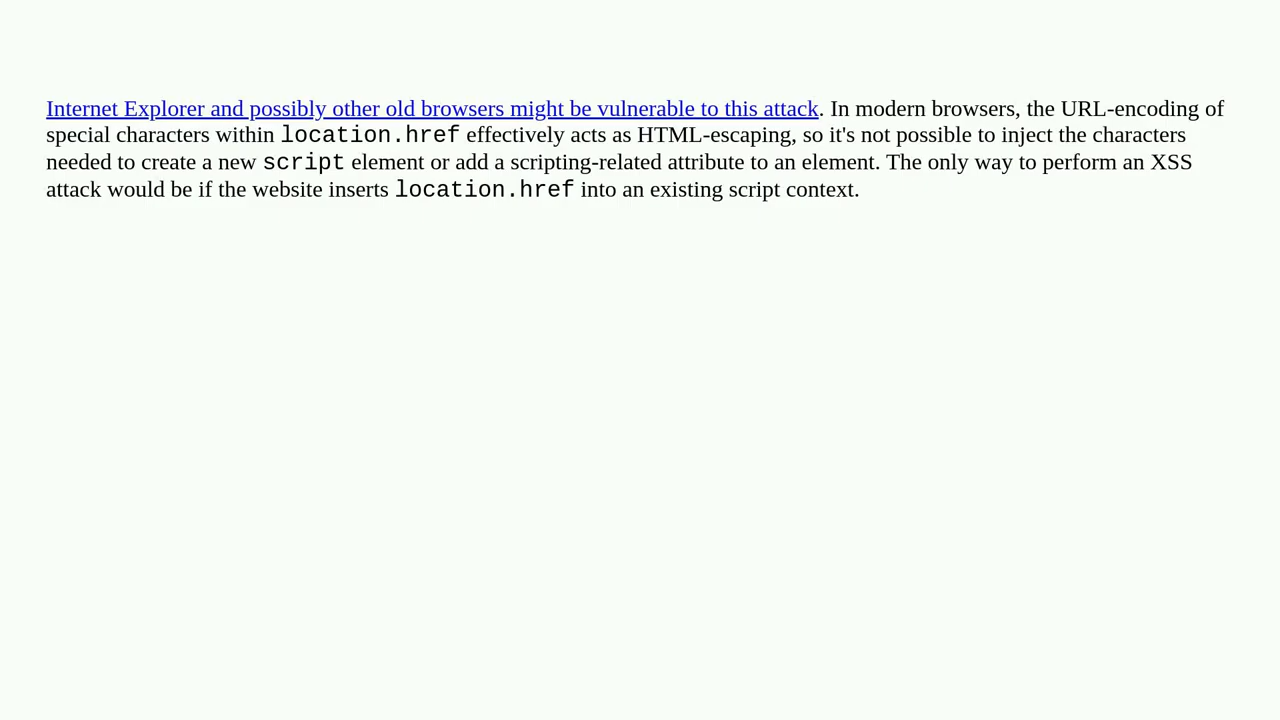 Internet Explorer and possibly other old browsers might be vulnerable to this attack. In modern browsers, the URL-encoding of
special characters within location.href effectively acts as HTML-escaping, so it's not possible to inject the characters
needed to create a new script element or add a scripting-related attribute to an element. The only way to perform an XSS
attack would be if the website inserts location.href into an existing script context.